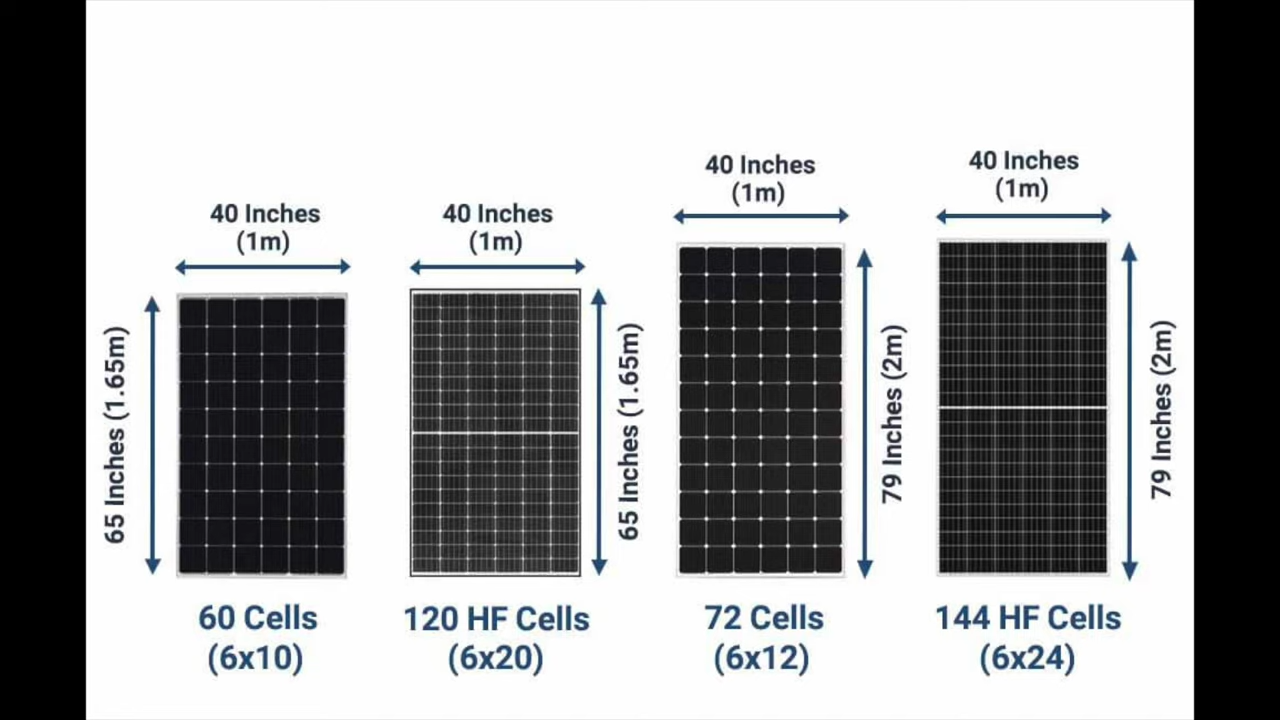 40 Inches
(1m)
65 Inches (1.65m)
60 Cells
(6x10)
40 Inches
(1m)
65 Inches (1.65m)
120 HF Cells
(6x20)
40 Inches
(1m)
79 Inches (2m)
72 Cells
(6x12)
40 Inches
(1m)
79 Inches (2m)
144 HF Cells
(6x24)